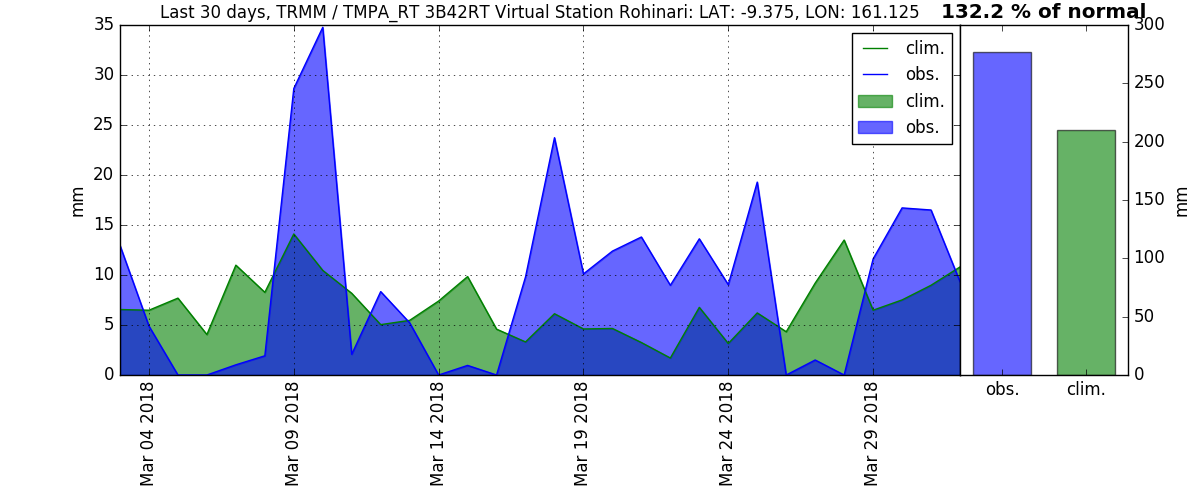 Last 30 days, TRMM / TMPA_RT 3B42RT Virtual Station Rohinari: LAT: -9.375, LON: 161.125
132.2 % of normal
35
30
25
20
15
10
5
0
mm
clim.
obs.
clim.
obs.
Mar 04 2018
Mar 09 2018
Mar 14 2018
Mar 19 2018
Mar 24 2018
Mar 29 2018
300
250
200
150
100
50
0
mm
obs.
clim.